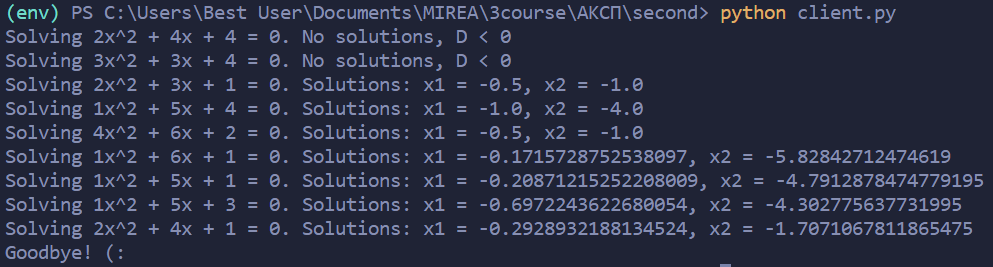 (env) PS C:\Users\Best User\Documents\MIREA\3course\АКСП\second> python client.py
Solving 2x^2 + 4x + 4 = 0. No solutions, D < 0
Solving 3x^2 + 3x + 4 = 0. No solutions, D < 0
Solving 2x^2 + 3x + 1 = 0. Solutions: x1 = -0.5, x2 = -1.0
Solving 1x^2 + 5x + 4 = 0. Solutions: x1 = -1.0, x2 = -4.0
Solving 4x^2 + 6x + 2 = 0. Solutions: x1 = -0.5, x2 = -1.0
Solving 1x^2 + 6x + 1 = 0. Solutions: x1 = -0.1715728752538097, x2 = -5.82842712474619
Solving 1x^2 + 5x + 1 = 0. Solutions: x1 = -0.20871215252208009, x2 = -4.7912878474779195
Solving 1x^2 + 5x + 3 = 0. Solutions: x1 = -0.6972243622680054, x2 = -4.302775637731995
Solving 2x^2 + 4x + 1 = 0. Solutions: x1 = -0.2928932188134524, x2 = -1.7071067811865475
Goodbye! (: